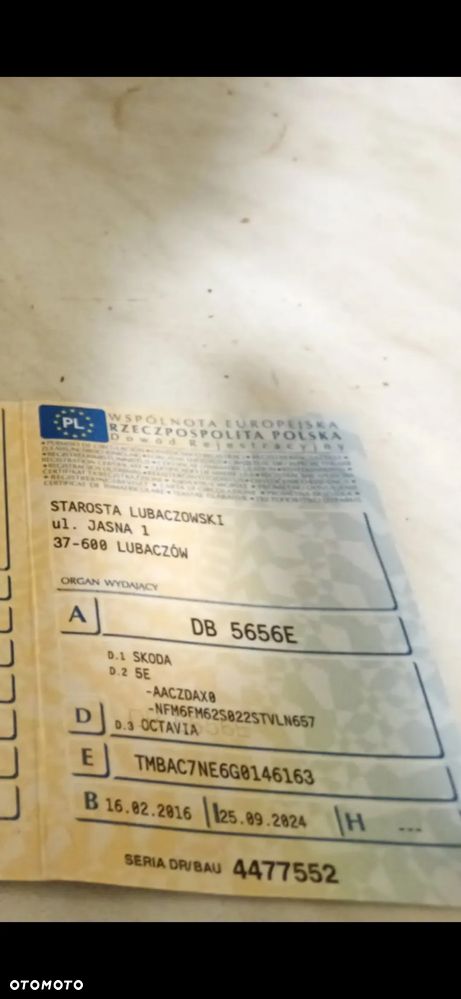 PL
WSPÓLNOTA EUROPEJSKA
RZECZPOSPOLITA POLSKA
Dowód Rejestracyjny
STAROSTA LUBACZOWSKI
ul. JASNA 1
37-600 LUBACZÓW
ORGAN WYDAJĄCY
A DB 5656E
D.1 SKODA
D.2 5E
-AACZDAX0
-NFM6FM62S022STVLN657
D D.3 OCTAVIA
E TMBAC7NE6G0146163
B 16.02.2016 I 25.09.2024 H ---
SERIA DR/BAU 4477552
OTOMOTO